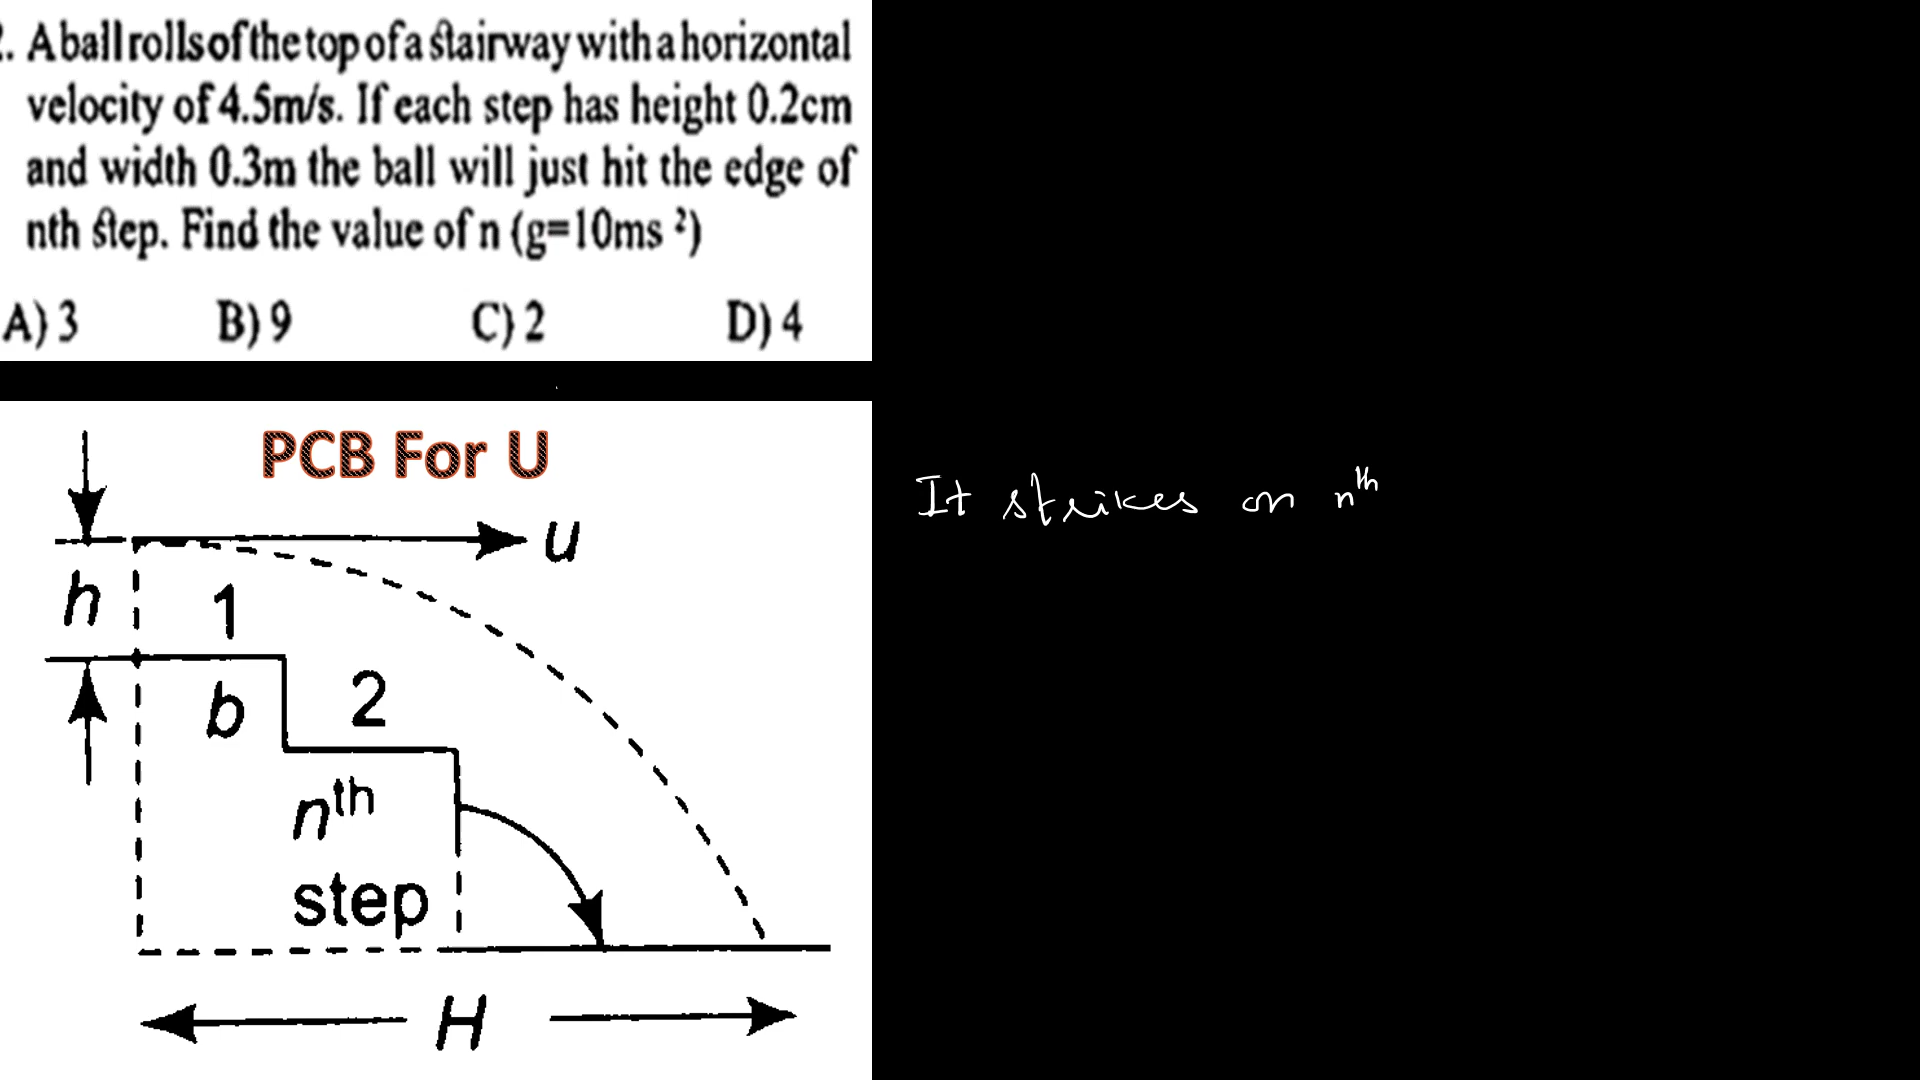 . A ball rolls of the top of a stairway with a horizontal
velocity of 4.5m/s. If each step has height 0.2cm
and width 0.3m the ball will just hit the edge of
nth step. Find the value of n (g=10ms ²)
A) 3 B) 9 C) 2 D) 4
PCB For U
u
h
1
b
2
nth
step
H
It strikes on nth